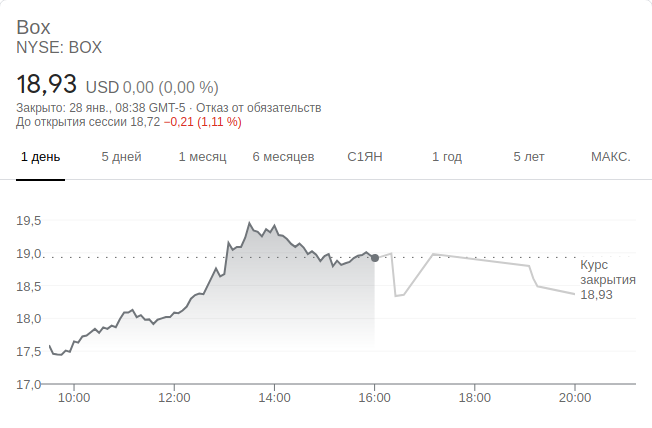 Box
NYSE: BOX
18,93 USD 0,00 (0,00 %)
Закрыто: 28 янв., 08:38 GMT-5 · Отказ от обязательств
До открытия сессии 18,72 −0,21 (1,11 %)
1 день 5 дней 1 месяц 6 месяцев С1ЯН 1 год 5 лет МАКС.
19,5
19,0
18,5
18,0
17,5
17,0
Курс
закрытия
18,93
10:00 12:00 14:00 16:00 18:00 20:00